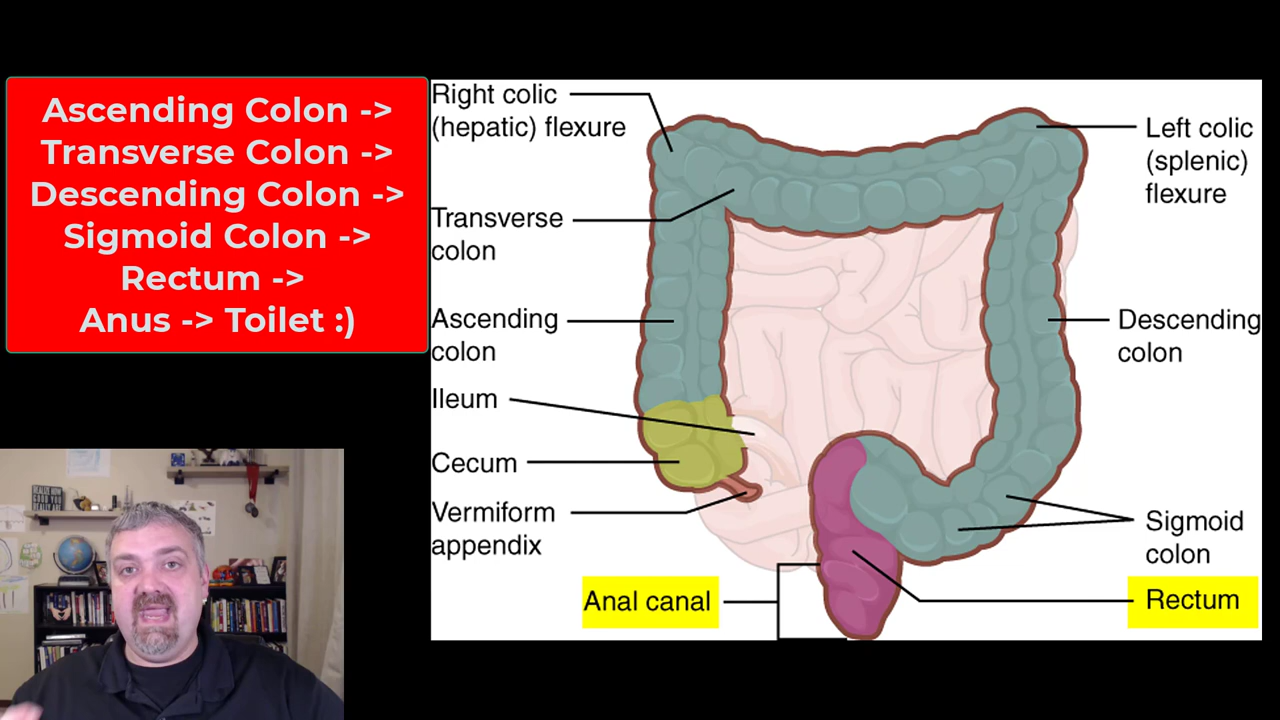 Ascending Colon ->
Transverse Colon ->
Descending Colon ->
Sigmoid Colon ->
Rectum ->
Anus -> Toilet :)
Right colic
(hepatic) flexure
Transverse
colon
Ascending
colon
Ileum
Cecum
Vermiform
appendix
Anal canal
Left colic
(splenic)
flexure
Descending
colon
Sigmoid
colon
Rectum